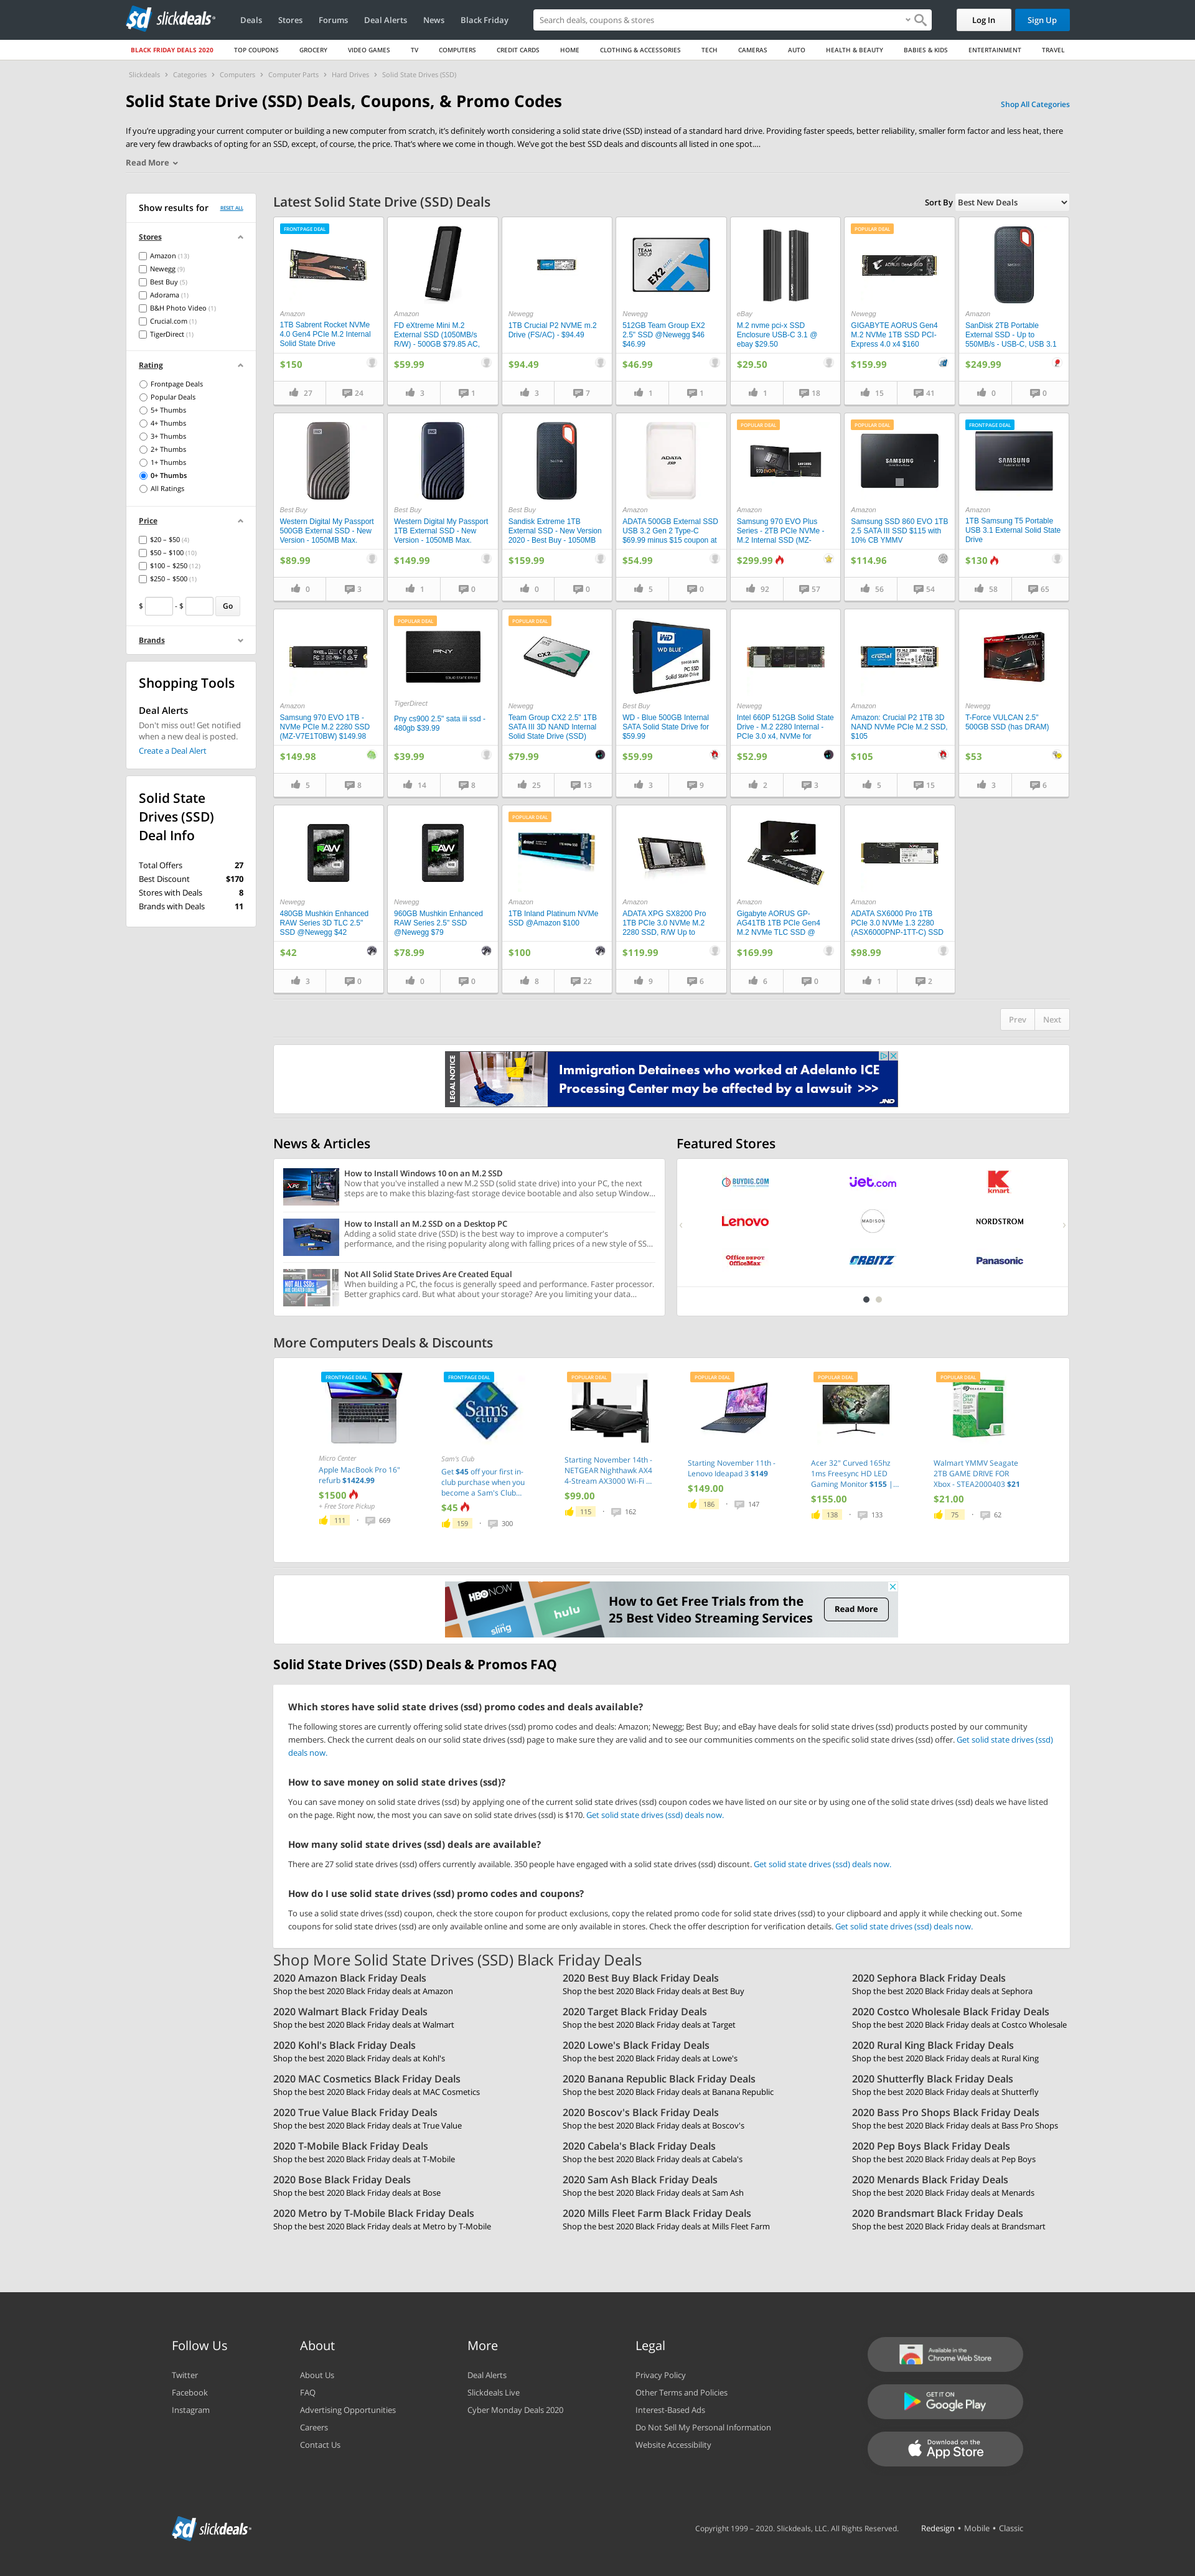 sd slickdeals
Deals
Stores
Forums
Deal Alerts
News
Black Friday
Search deals, coupons & stores
Log In
Sign Up
BLACK FRIDAY DEALS 2020
TOP COUPONS
GROCERY
VIDEO GAMES
TV
COMPUTERS
CREDIT CARDS
HOME
CLOTHING & ACCESSORIES
TECH
CAMERAS
AUTO
HEALTH & BEAUTY
BABIES & KIDS
ENTERTAINMENT
TRAVEL
Slickdeals > Categories > Computers > Computer Parts > Hard Drives > Solid State Drives (SSD)
Solid State Drive (SSD) Deals, Coupons, & Promo Codes
Shop All Categories
If you're upgrading your current computer or building a new computer from scratch, it's definitely worth considering a solid state drive (SSD) instead of a standard hard drive. Providing faster speeds, better reliability, smaller form factor and less heat, there
are very few drawbacks of opting for an SSD, except, of course, the price. That's where we come in though. We've got the best SSD deals and discounts all listed in one spot....
Read More
Show results for
RESET ALL
Stores
Amazon (13)
Newegg (9)
Best Buy (5)
Adorama (1)
B&H Photo Video (1)
Crucial.com (1)
TigerDirect (1)
Rating
Frontpage Deals
Popular Deals
5+ Thumbs
4+ Thumbs
3+ Thumbs
2+ Thumbs
1+ Thumbs
0+ Thumbs
All Ratings
Price
$20 – $50 (4)
$50 – $100 (10)
$100 – $250 (12)
$250 – $500 (1)
$ - $ Go
Brands
Shopping Tools
Deal Alerts
Don't miss out! Get notified
when a new deal is posted.
Create a Deal Alert
Solid State
Drives (SSD)
Deal Info
Total Offers 27
Best Discount $170
Stores with Deals 8
Brands with Deals 11
Latest Solid State Drive (SSD) Deals
Sort By Best New Deals
FRONTPAGE DEAL
Amazon
1TB Sabrent Rocket NVMe
4.0 Gen4 PCIe M.2 Internal
Solid State Drive
$150
27 24
Amazon
FD eXtreme Mini M.2
External SSD (1050MB/s
R/W) - 500GB $79.85 AC,
$59.99
3 1
Newegg
1TB Crucial P2 NVME m.2
Drive (FS/AC) - $94.49
$94.49
3 7
TEAM GROUP
EX2
Newegg
512GB Team Group EX2
2.5" SSD @Newegg $46
$46.99
$46.99
1 1
eBay
M.2 nvme pci-x SSD
Enclosure USB-C 3.1 @
ebay $29.50
$29.50
1 18
POPULAR DEAL
Newegg
GIGABYTE AORUS Gen4
M.2 NVMe 1TB SSD PCI-
Express 4.0 x4 $160
$159.99
15 41
Amazon
SanDisk 2TB Portable
External SSD - Up to
550MB/s - USB-C, USB 3.1
$249.99
0 0
Best Buy
Western Digital My Passport
500GB External SSD - New
Version - 1050MB Max.
$89.99
0 3
Best Buy
Western Digital My Passport
1TB External SSD - New
Version - 1050MB Max.
$149.99
1 0
Best Buy
Sandisk Extreme 1TB
External SSD - New Version
2020 - Best Buy - 1050MB
$159.99
0 0
ADATA
Amazon
ADATA 500GB External SSD
USB 3.2 Gen 2 Type-C
$69.99 minus $15 coupon at
$54.99
5 0
POPULAR DEAL
Amazon
Samsung 970 EVO Plus
Series - 2TB PCIe NVMe -
M.2 Internal SSD (MZ-
$299.99
92 57
POPULAR DEAL
SAMSUNG
Amazon
Samsung SSD 860 EVO 1TB
2.5 SATA III SSD $115 with
10% CB YMMV
$114.96
56 54
FRONTPAGE DEAL
SAMSUNG
Amazon
1TB Samsung T5 Portable
USB 3.1 External Solid State
Drive
$130
58 65
Amazon
Samsung 970 EVO 1TB -
NVMe PCIe M.2 2280 SSD
(MZ-V7E1T0BW) $149.98
$149.98
5 8
POPULAR DEAL
PNY
TigerDirect
Pny cs900 2.5" sata iii ssd -
480gb $39.99
$39.99
14 8
POPULAR DEAL
CX2
Newegg
Team Group CX2 2.5" 1TB
SATA III 3D NAND Internal
Solid State Drive (SSD)
$79.99
25 13
WD
WD BLUE
Best Buy
WD - Blue 500GB Internal
SATA Solid State Drive for
$59.99
$59.99
3 9
Newegg
Intel 660P 512GB Solid State
Drive - M.2 2280 Internal -
PCIe 3.0 x4, NVMe for
$52.99
2 3
crucial
Amazon
Amazon: Crucial P2 1TB 3D
NAND NVMe PCIe M.2 SSD,
$105
$105
5 15
VULCAN
Newegg
T-Force VULCAN 2.5"
500GB SSD (has DRAM)
$53
3 6
RAW
Newegg
480GB Mushkin Enhanced
RAW Series 3D TLC 2.5"
SSD @Newegg $42
$42
3 0
RAW
Newegg
960GB Mushkin Enhanced
RAW Series 2.5" SSD
@Newegg $79
$78.99
0 0
POPULAR DEAL
Amazon
1TB Inland Platinum NVMe
SSD @Amazon $100
$100
8 22
Amazon
ADATA XPG SX8200 Pro
1TB PCIe 3.0 NVMe M.2
2280 SSD, R/W Up to
$119.99
9 6
Amazon
Gigabyte AORUS GP-
AG41TB 1TB PCIe Gen4
M.2 NVMe TLC SSD @
$169.99
6 0
Amazon
ADATA SX6000 Pro 1TB
PCIe 3.0 NVMe 1.3 2280
(ASX6000PNP-1TT-C) SSD
$98.99
1 2
Prev Next
LEGAL NOTICE
Immigration Detainees who worked at Adelanto ICE
Processing Center may be affected by a lawsuit >>>
JND
News & Articles
How to Install Windows 10 on an M.2 SSD
Now that you've installed a new M.2 SSD (solid state drive) into your PC, the next
steps are to make this blazing-fast storage device bootable and also setup Window...
How to Install an M.2 SSD on a Desktop PC
Adding a solid state drive (SSD) is the best way to improve a computer's
performance, and the rising popularity along with falling prices of a new style of SS...
Not All Solid State Drives Are Created Equal
When building a PC, the focus is generally speed and performance. Faster processor.
Better graphics card. But what about your storage? Are you limiting your data...
Featured Stores
BUYDIG.COM
Jet.com
kmart
Lenovo
MADISON
NORDSTROM
Office DEPOT
OfficeMax
ORBITZ
Panasonic
More Computers Deals & Discounts
FRONTPAGE DEAL
Micro Center
Apple MacBook Pro 16"
refurb $1424.99
$1500
+ Free Store Pickup
111 · 669
FRONTPAGE DEAL
Sam's
CLUB
Sam's Club
Get $45 off your first in-
club purchase when you
become a Sam's Club...
$45
159 · 300
POPULAR DEAL
Starting November 14th -
NETGEAR Nighthawk AX4
4-Stream AX3000 Wi-Fi ...
$99.00
115 · 162
POPULAR DEAL
Starting November 11th -
Lenovo Ideapad 3 $149
$149.00
186 · 147
POPULAR DEAL
Acer 32" Curved 165hz
1ms Freesync HD LED
Gaming Monitor $155 |...
$155.00
138 · 133
POPULAR DEAL
Walmart YMMV Seagate
2TB GAME DRIVE FOR
Xbox - STEA2000403 $21
$21.00
75 · 62
HBO NOW
sling
hulu
How to Get Free Trials from the
25 Best Video Streaming Services
Read More
Solid State Drives (SSD) Deals & Promos FAQ
Which stores have solid state drives (ssd) promo codes and deals available?
The following stores are currently offering solid state drives (ssd) promo codes and deals: Amazon; Newegg; Best Buy; and eBay have deals for solid state drives (ssd) products posted by our community
members. Check the current deals on our solid state drives (ssd) page to make sure they are valid and to see our communities comments on the specific solid state drives (ssd) offer. Get solid state drives (ssd)
deals now.
How to save money on solid state drives (ssd)?
You can save money on solid state drives (ssd) by applying one of the current solid state drives (ssd) coupon codes we have listed on our site or by using one of the solid state drives (ssd) deals we have listed
on the page. Right now, the most you can save on solid state drives (ssd) is $170. Get solid state drives (ssd) deals now.
How many solid state drives (ssd) deals are available?
There are 27 solid state drives (ssd) offers currently available. 350 people have engaged with a solid state drives (ssd) discount. Get solid state drives (ssd) deals now.
How do I use solid state drives (ssd) promo codes and coupons?
To use a solid state drives (ssd) coupon, check the store coupon for product exclusions, copy the related promo code for solid state drives (ssd) to your clipboard and apply it while checking out. Some
coupons for solid state drives (ssd) are only available online and some are only available in stores. Check the offer description for verification details. Get solid state drives (ssd) deals now.
Shop More Solid State Drives (SSD) Black Friday Deals
2020 Amazon Black Friday Deals
Shop the best 2020 Black Friday deals at Amazon
2020 Best Buy Black Friday Deals
Shop the best 2020 Black Friday deals at Best Buy
2020 Sephora Black Friday Deals
Shop the best 2020 Black Friday deals at Sephora
2020 Walmart Black Friday Deals
Shop the best 2020 Black Friday deals at Walmart
2020 Target Black Friday Deals
Shop the best 2020 Black Friday deals at Target
2020 Costco Wholesale Black Friday Deals
Shop the best 2020 Black Friday deals at Costco Wholesale
2020 Kohl's Black Friday Deals
Shop the best 2020 Black Friday deals at Kohl's
2020 Lowe's Black Friday Deals
Shop the best 2020 Black Friday deals at Lowe's
2020 Rural King Black Friday Deals
Shop the best 2020 Black Friday deals at Rural King
2020 MAC Cosmetics Black Friday Deals
Shop the best 2020 Black Friday deals at MAC Cosmetics
2020 Banana Republic Black Friday Deals
Shop the best 2020 Black Friday deals at Banana Republic
2020 Shutterfly Black Friday Deals
Shop the best 2020 Black Friday deals at Shutterfly
2020 True Value Black Friday Deals
Shop the best 2020 Black Friday deals at True Value
2020 Boscov's Black Friday Deals
Shop the best 2020 Black Friday deals at Boscov's
2020 Bass Pro Shops Black Friday Deals
Shop the best 2020 Black Friday deals at Bass Pro Shops
2020 T-Mobile Black Friday Deals
Shop the best 2020 Black Friday deals at T-Mobile
2020 Cabela's Black Friday Deals
Shop the best 2020 Black Friday deals at Cabela's
2020 Pep Boys Black Friday Deals
Shop the best 2020 Black Friday deals at Pep Boys
2020 Bose Black Friday Deals
Shop the best 2020 Black Friday deals at Bose
2020 Sam Ash Black Friday Deals
Shop the best 2020 Black Friday deals at Sam Ash
2020 Menards Black Friday Deals
Shop the best 2020 Black Friday deals at Menards
2020 Metro by T-Mobile Black Friday Deals
Shop the best 2020 Black Friday deals at Metro by T-Mobile
2020 Mills Fleet Farm Black Friday Deals
Shop the best 2020 Black Friday deals at Mills Fleet Farm
2020 Brandsmart Black Friday Deals
Shop the best 2020 Black Friday deals at Brandsmart
Follow Us
Twitter
Facebook
Instagram
About
About Us
FAQ
Advertising Opportunities
Careers
Contact Us
More
Deal Alerts
Slickdeals Live
Cyber Monday Deals 2020
Legal
Privacy Policy
Other Terms and Policies
Interest-Based Ads
Do Not Sell My Personal Information
Website Accessibility
Available in the
Chrome Web Store
GET IT ON
Google Play
Download on the
App Store
sd slickdeals
Copyright 1999 – 2020. Slickdeals, LLC. All Rights Reserved.
Redesign • Mobile • Classic